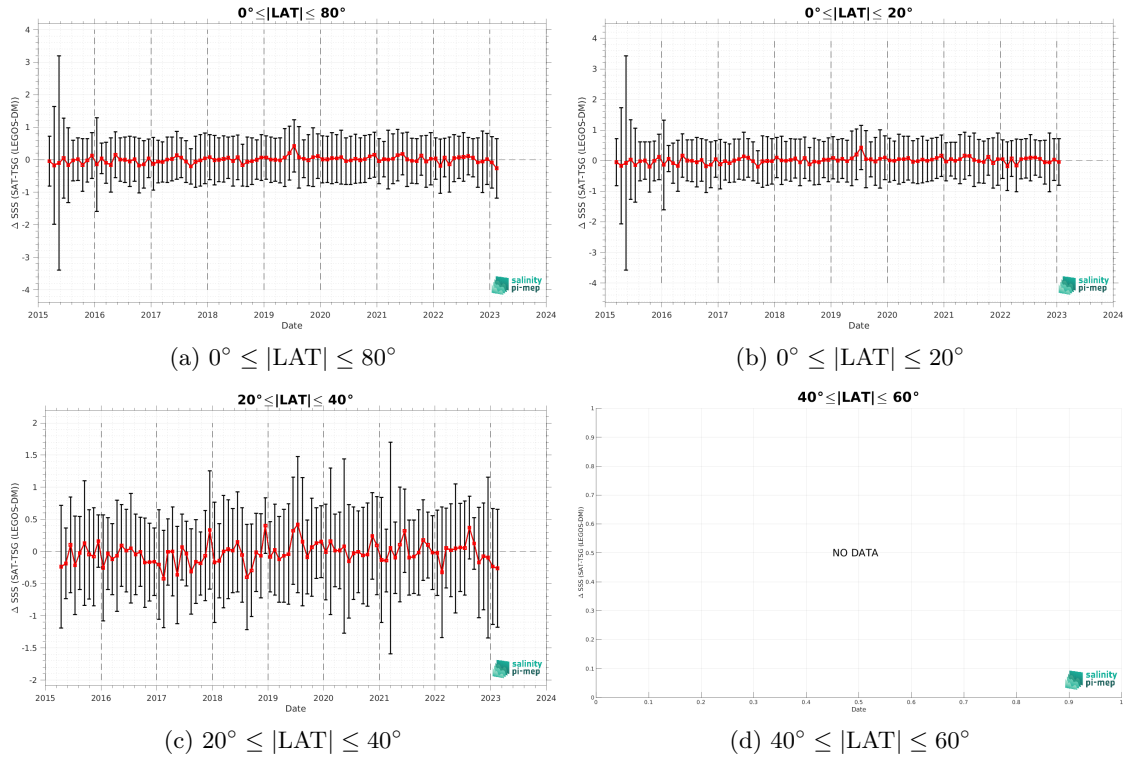 0°≤|LAT|≤ 80°
Δ SSS (SAT-TSG (LEGOS-DM))
4
3
2
1
0
-1
-2
-3
-4
2015 2016 2017 2018 2019 2020 2021 2022 2023 2024
Date
salinity
pi-mep
(a) 0° ≤ |LAT| ≤ 80°
0°≤|LAT|≤ 20°
Δ SSS (SAT-TSG (LEGOS-DM))
4
3
2
1
0
-1
-2
-3
-4
2015 2016 2017 2018 2019 2020 2021 2022 2023 2024
Date
salinity
pi-mep
(b) 0° ≤ |LAT| ≤ 20°
20°≤|LAT|≤ 40°
Δ SSS (SAT-TSG (LEGOS-DM))
2
1.5
1
0.5
0
-0.5
-1
-1.5
-2
2015 2016 2017 2018 2019 2020 2021 2022 2023 2024
Date
salinity
pi-mep
(c) 20° ≤ |LAT| ≤ 40°
40°≤|LAT|≤ 60°
Δ SSS (SAT-TSG (LEGOS-DM))
1
0.9
0.8
0.7
0.6
0.5
0.4
0.3
0.2
0.1
0
NO DATA
0 0.1 0.2 0.3 0.4 0.5 0.6 0.7 0.8 0.9 1
Date
salinity
pi-mep
(d) 40° ≤ |LAT| ≤ 60°